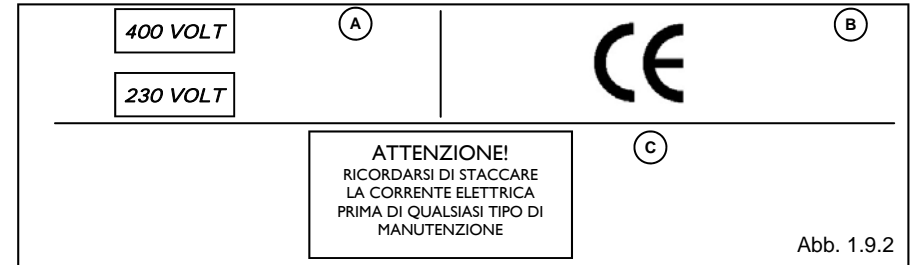 400 VOLT
A
B
CE
230 VOLT
C
ATTENZIONE!
RICORDARSI DI STACCARE
LA CORRENTE ELETTRICA
PRIMA DI QUALSIASI TIPO DI
MANUTENZIONE
Abb. 1.9.2